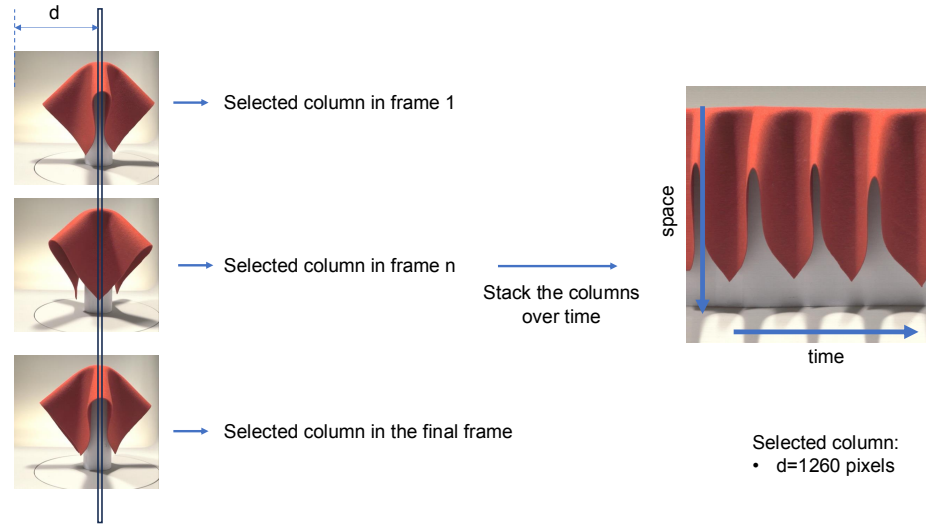 d
Selected column in frame 1
Selected column in frame n
Stack the columns
over time
Selected column in the final frame
space
time
Selected column:
• d=1260 pixels